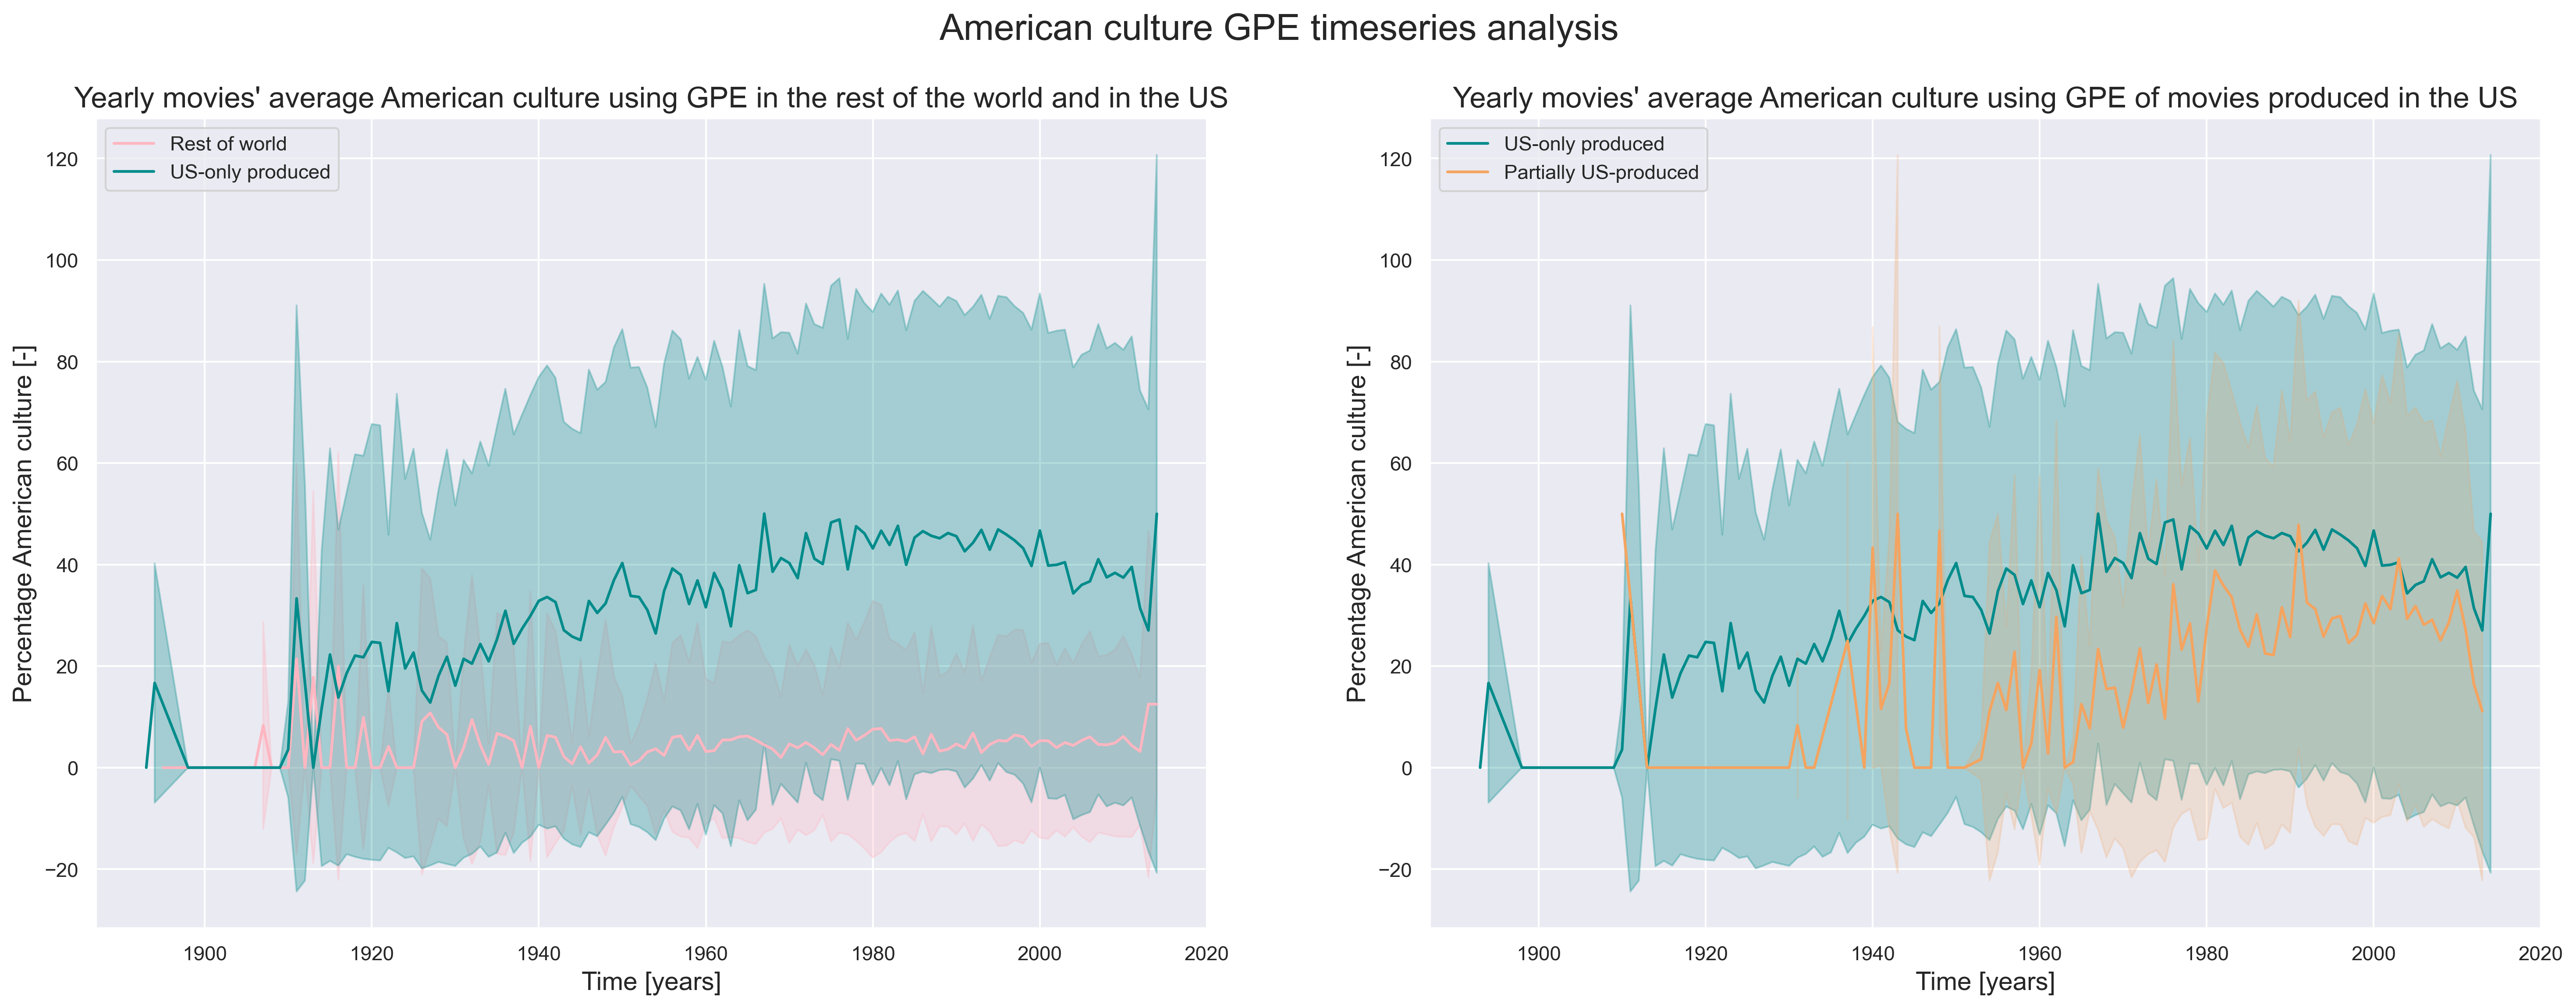 American culture GPE timeseries analysis
Yearly movies' average American culture using GPE in the rest of the world and in the US
Rest of world
US-only produced
120
100
80
60
40
20
0
−20
Percentage American culture [-]
1900 1920 1940 1960 1980 2000 2020
Time [years]
Yearly movies' average American culture using GPE of movies produced in the US
US-only produced
Partially US-produced
120
100
80
60
40
20
0
−20
Percentage American culture [-]
1900 1920 1940 1960 1980 2000 2020
Time [years]